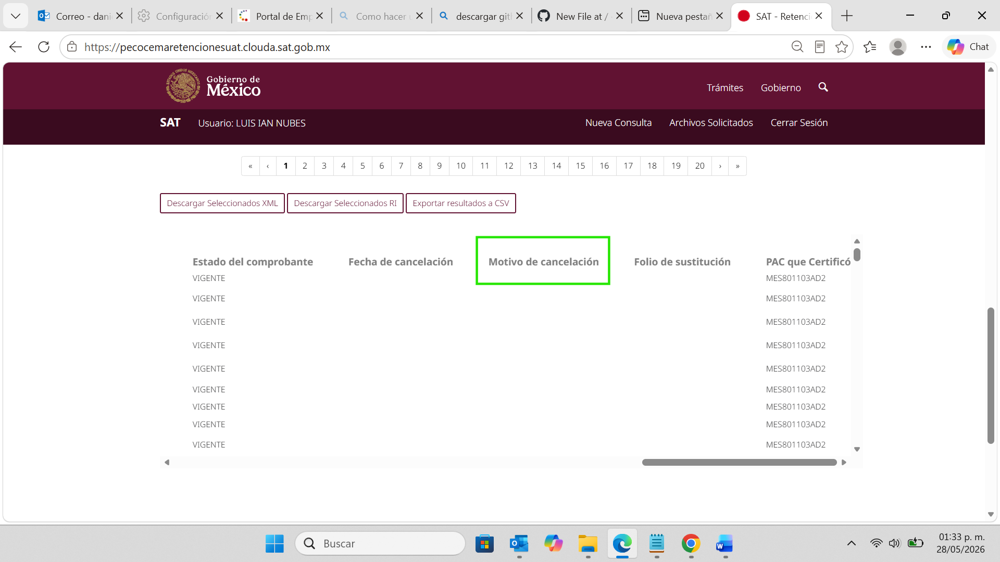 Correo - dani
Configuración
Portal de Emp
Como hacer u
descargar gitl
New File at /
Nueva pestañ
SAT - Retenci
https://pecocemaretencionesuat.clouda.sat.gob.mx
Chat
Gobierno de
México
Trámites
Gobierno
SAT
Usuario: LUIS IAN NUBES
Nueva Consulta
Archivos Solicitados
Cerrar Sesión
« ‹ 1 2 3 4 5 6 7 8 9 10 11 12 13 14 15 16 17 18 19 20 › »
Descargar Seleccionados XML
Descargar Seleccionados RI
Exportar resultados a CSV
Estado del comprobante Fecha de cancelación Motivo de cancelación Folio de sustitución PAC que Certificó
VIGENTE MES801103AD2
VIGENTE MES801103AD2
VIGENTE MES801103AD2
VIGENTE MES801103AD2
VIGENTE MES801103AD2
VIGENTE MES801103AD2
VIGENTE MES801103AD2
VIGENTE MES801103AD2
VIGENTE MES801103AD2
Buscar
01:33 p. m.
28/05/2026